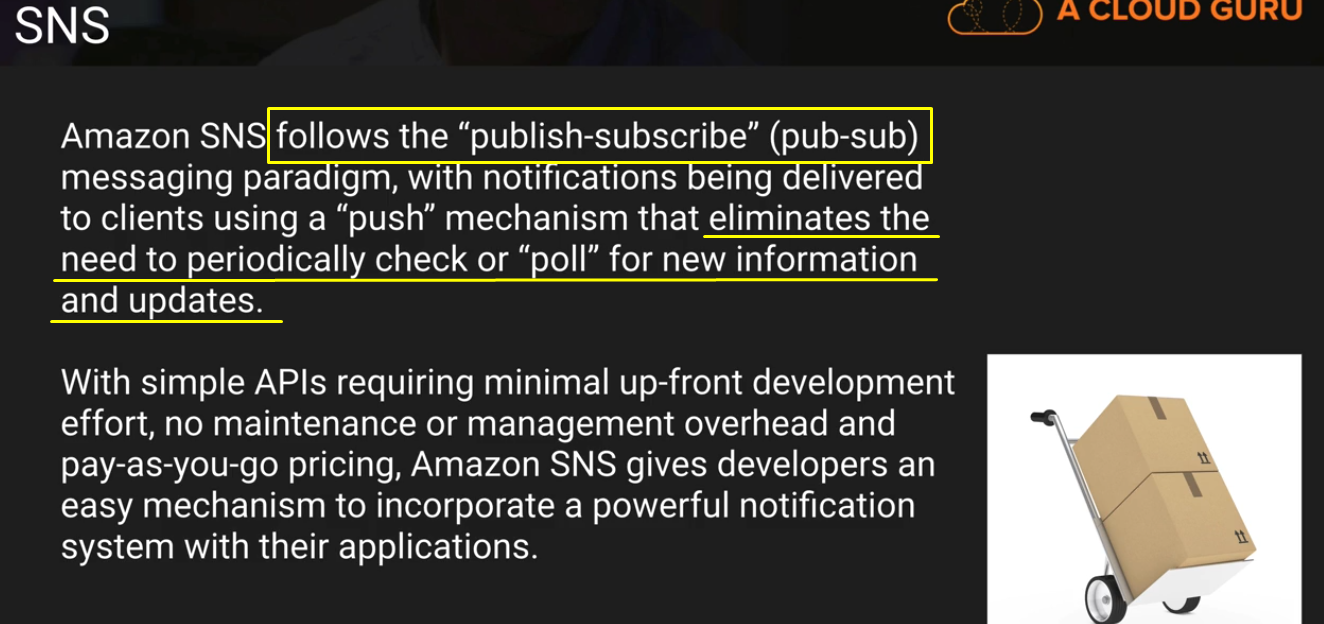 SNS
A CLOUD GURU
Amazon SNS follows the “publish-subscribe” (pub-sub)
messaging paradigm, with notifications being delivered
to clients using a “push” mechanism that eliminates the
need to periodically check or “poll” for new information
and updates.
With simple APIs requiring minimal up-front development
effort, no maintenance or management overhead and
pay-as-you-go pricing, Amazon SNS gives developers an
easy mechanism to incorporate a powerful notification
system with their applications.